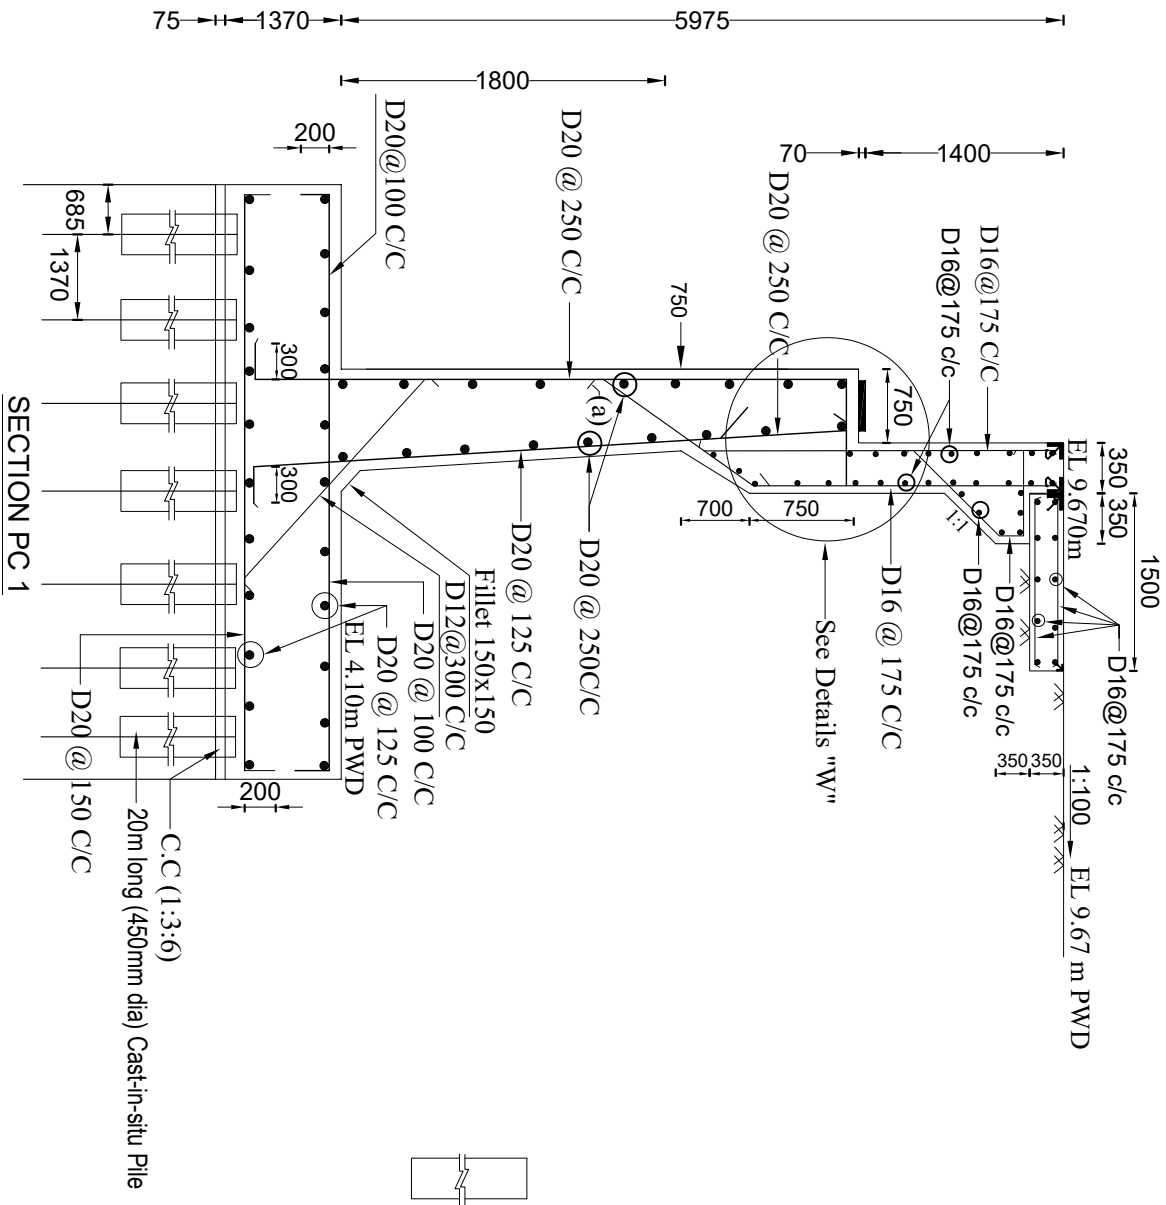 75
1370
5975
1800
200
D20@100 C/C
D20 @ 250 C/C
70
1400
D20 @ 250 C/C
D16@175 c/c
D16@175 C/C
685
1370
750
750
EL 9.670m
350
350
1500
300
300
(a)
1:1
700
750
D16@175 c/c
D16@175 c/c
D16@175 c/c
350
350
1:100
EL 9.67 m PWD
See Details "W"
D16 @ 175 C/C
D20 @ 250C/C
D20 @ 125 C/C
Fillet 150x150
D12@300 C/C
D20 @ 100 C/C
D20 @ 125 C/C
EL 4.10m PWD
200
D20 @ 150 C/C
C.C (1:3:6)
20m long (450mm dia) Cast-in-situ Pile
SECTION PC 1